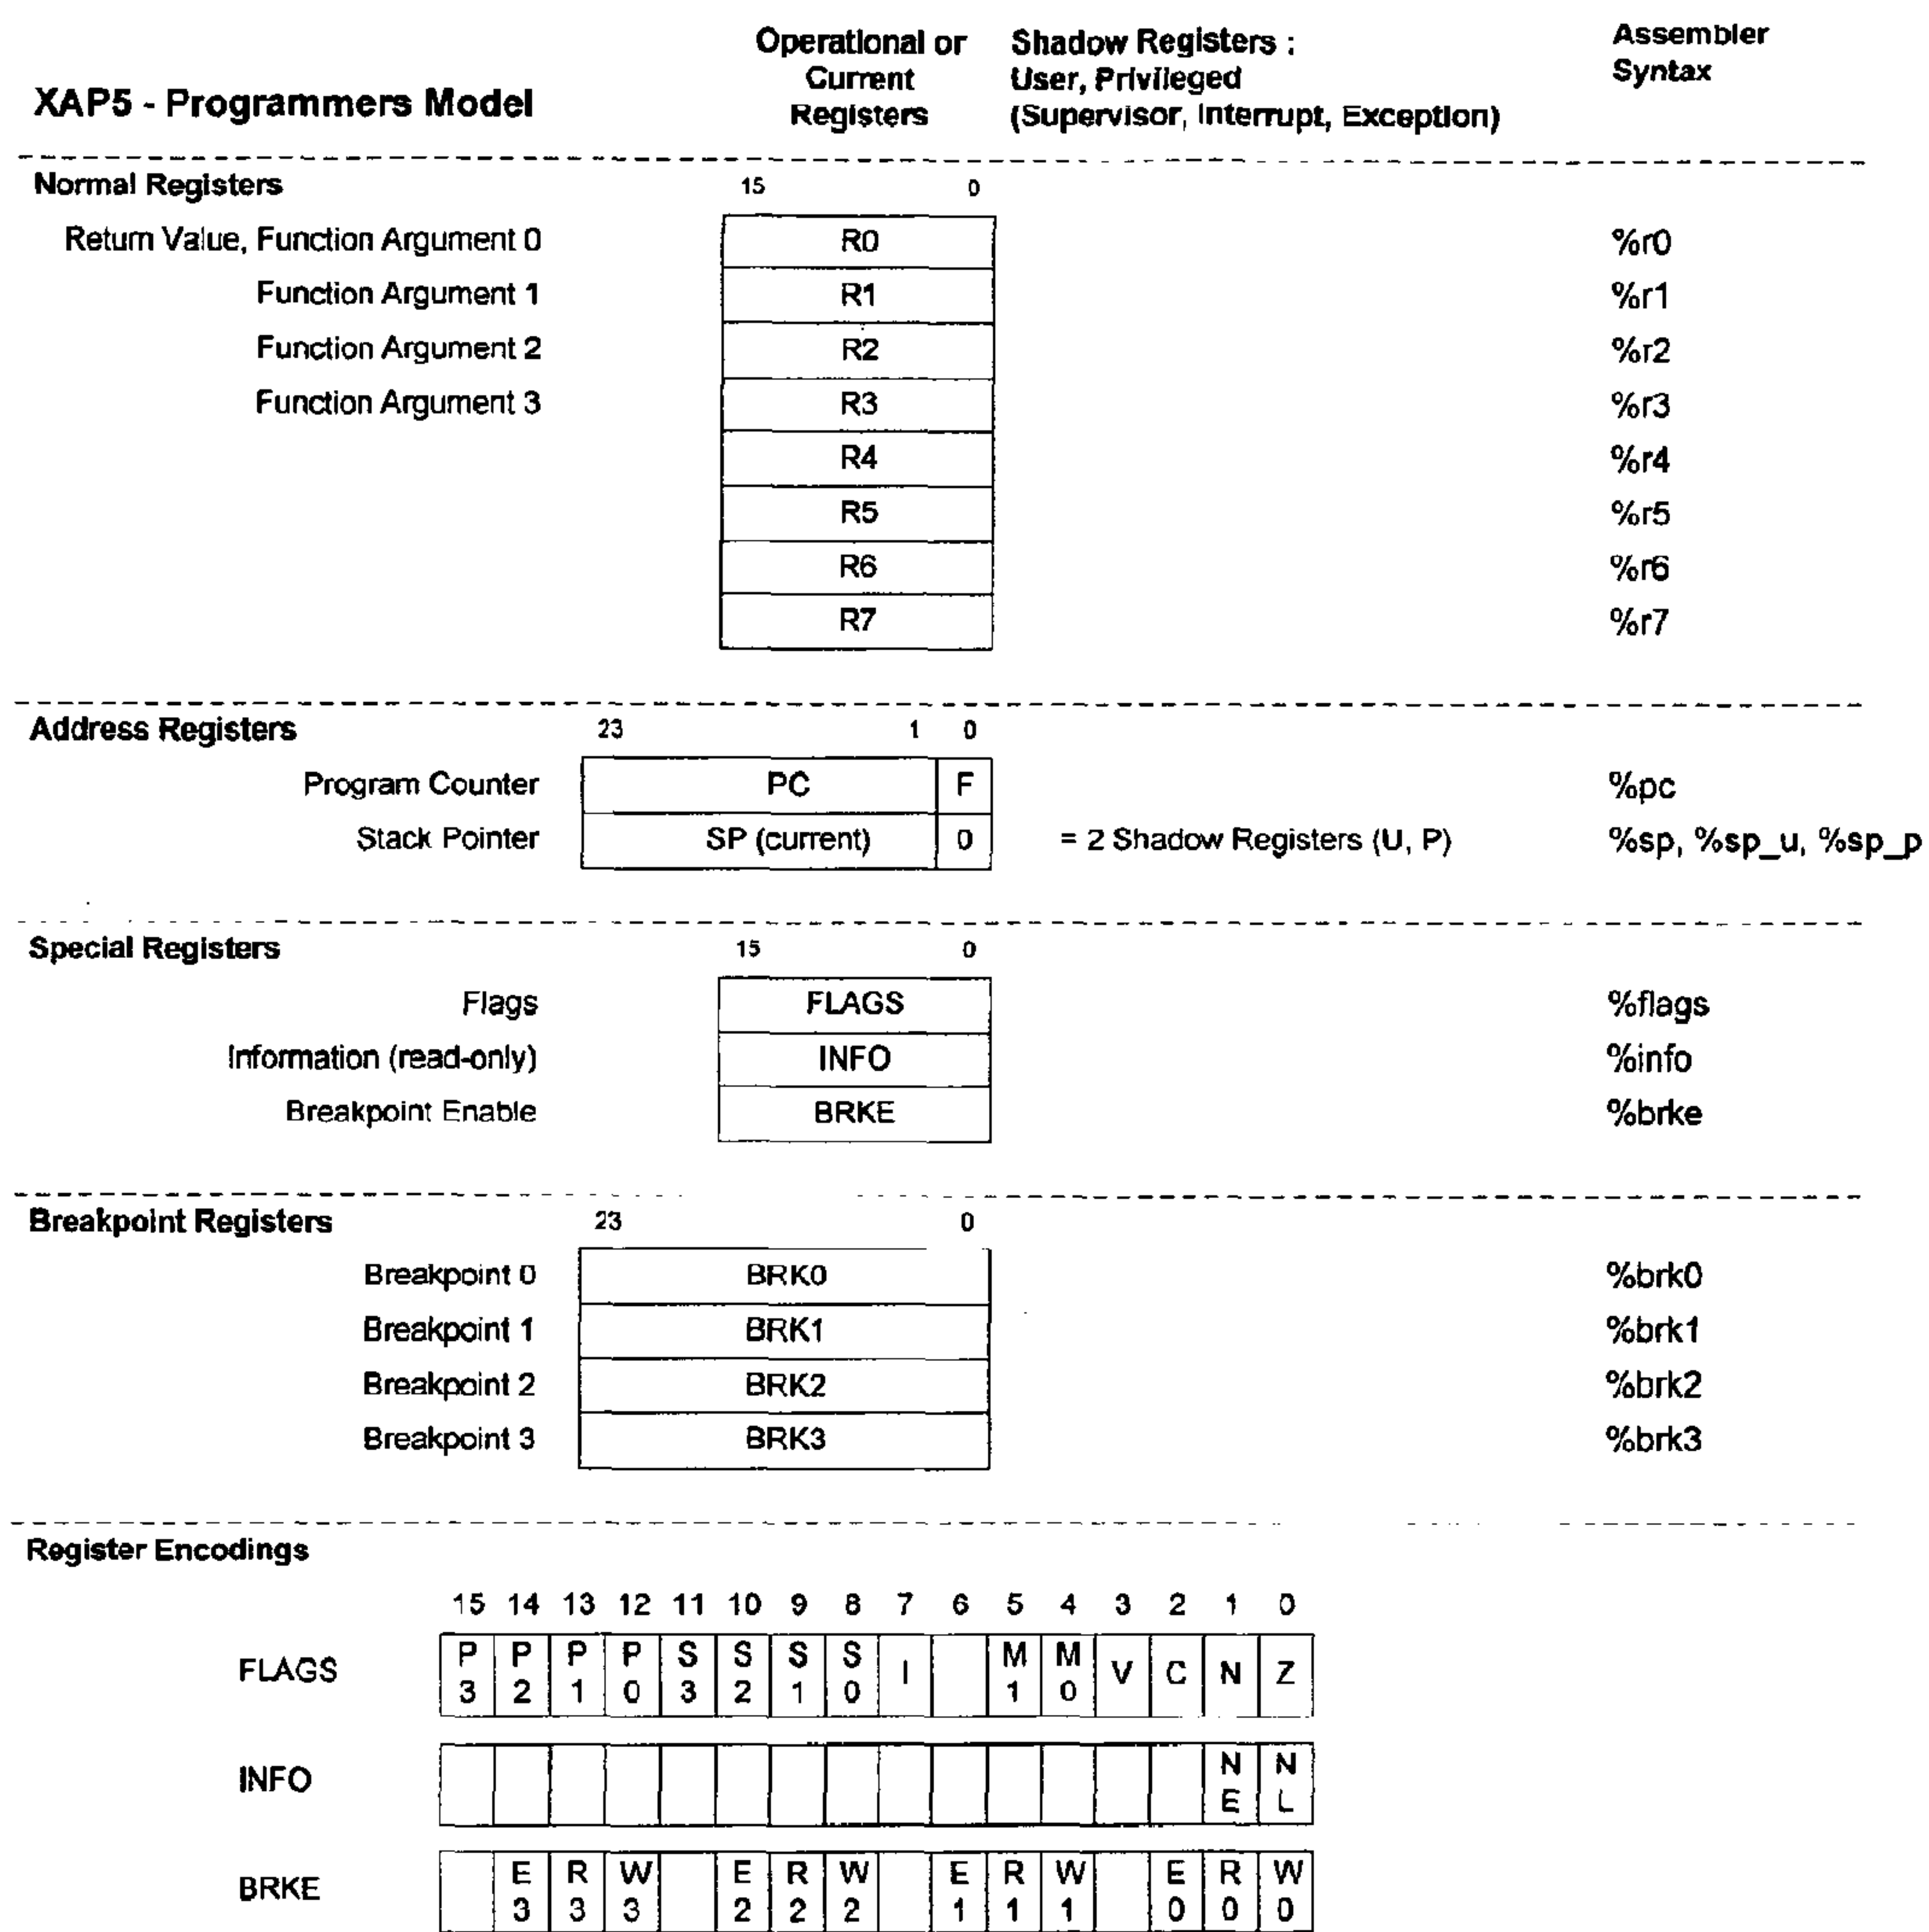 XAP5 - Programmers Model
Operational or Current Registers
Shadow Registers : User, Privileged (Supervisor, Interrupt, Exception)
Assembler Syntax
Normal Registers 15 0
Return Value, Function Argument 0 R0 %r0
Function Argument 1 R1 %r1
Function Argument 2 R2 %r2
Function Argument 3 R3 %r3
R4 %r4
R5 %r5
R6 %r6
R7 %r7
Address Registers 23 1 0
Program Counter PC F %pc
Stack Pointer SP (current) 0 = 2 Shadow Registers (U, P) %sp, %sp_u, %sp_p
Special Registers 15 0
Flags FLAGS %flags
Information (read-only) INFO %info
Breakpoint Enable BRKE %brke
Breakpoint Registers 23 0
Breakpoint 0 BRK0 %brk0
Breakpoint 1 BRK1 %brk1
Breakpoint 2 BRK2 %brk2
Breakpoint 3 BRK3 %brk3
Register Encodings
15 14 13 12 11 10 9 8 7 6 5 4 3 2 1 0
FLAGS P3 P2 P1 P0 S3 S2 S1 S0 I M1 M0 V C N Z
INFO NE NL
BRKE E3 R3 W3 E2 R2 W2 E1 R1 W1 E0 R0 W0